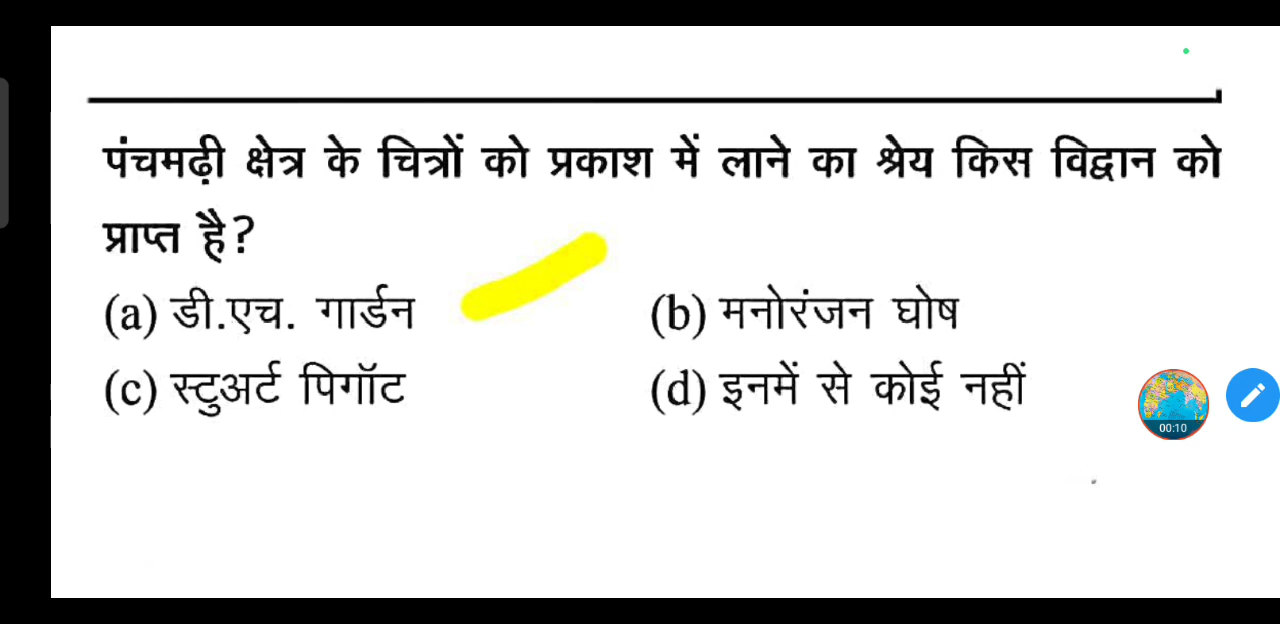 पंचमढ़ी क्षेत्र के चित्रों को प्रकाश में लाने का श्रेय किस विद्वान को
प्राप्त है?
(a) डी.एच. गार्डन (b) मनोरंजन घोष
(c) स्टुअर्ट पिगॉट (d) इनमें से कोई नहीं
00:10